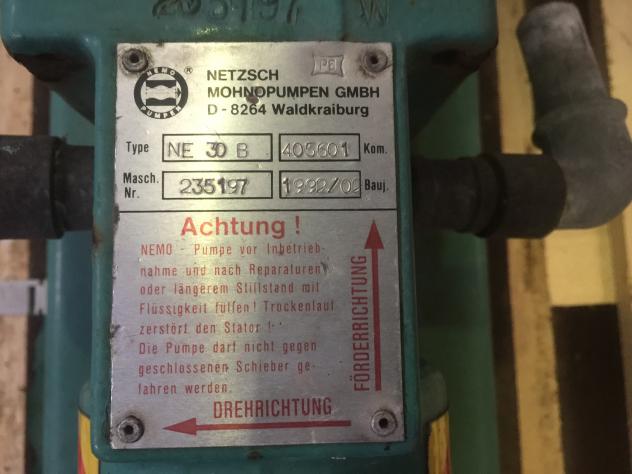 235197 W
NEMO
PUMPEN
®
NETZSCH
MOHNOPUMPEN GMBH
D - 8264 Waldkraiburg
Type NE 30 B 405601 Kom.
Masch. Nr. 235197 1992/02 Bauj.
Achtung !
NEMO - Pumpe vor Inbetrieb-
nahme und nach Reparaturen
oder längerem Stillstand mit
Flüssigkeit füllen! Trockenlauf
zerstört den Stator !
Die Pumpe darf nicht gegen
geschlossenen Schieber ge-
fahren werden.
FÖRDERRICHTUNG
DREHRICHTUNG